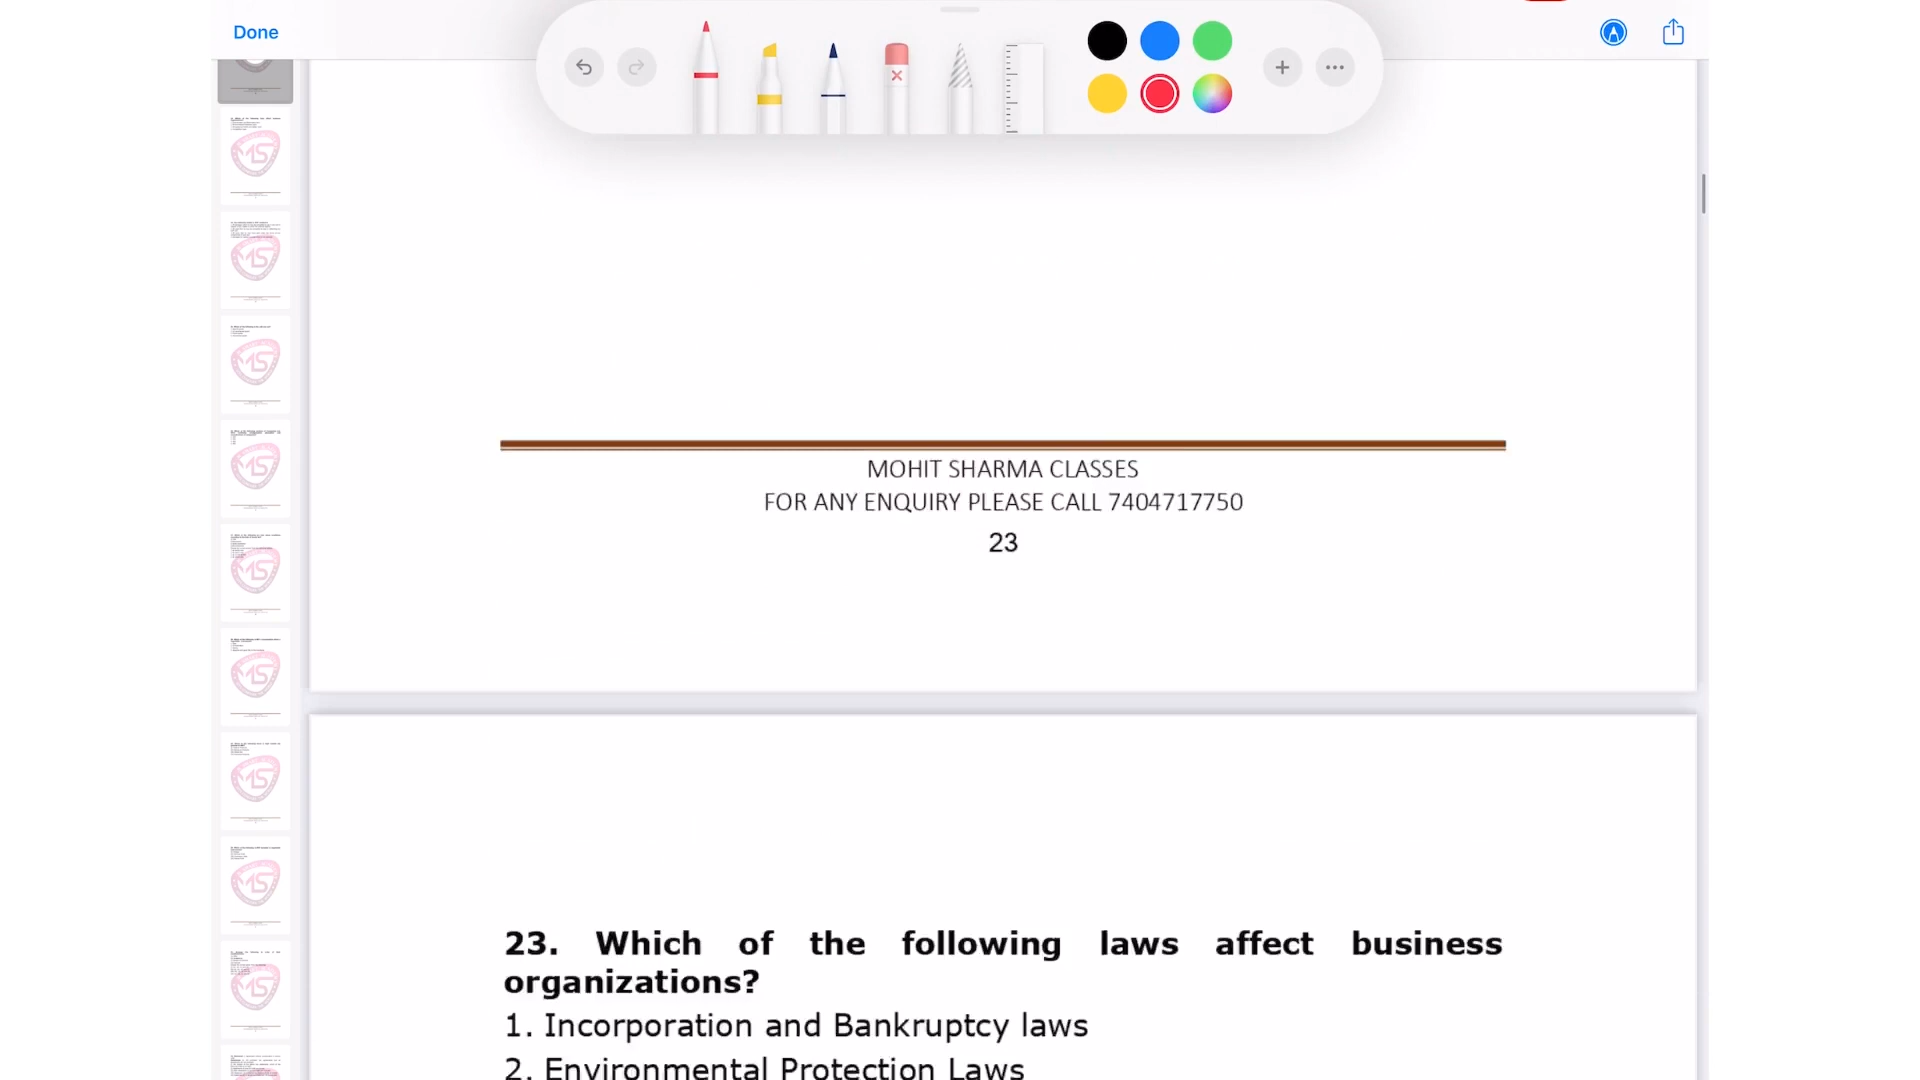 Done
MOHIT SHARMA CLASSES
FOR ANY ENQUIRY PLEASE CALL 7404717750
23
23. Which of the following laws affect business
organizations?
1. Incorporation and Bankruptcy laws
2. Environmental Protection Laws